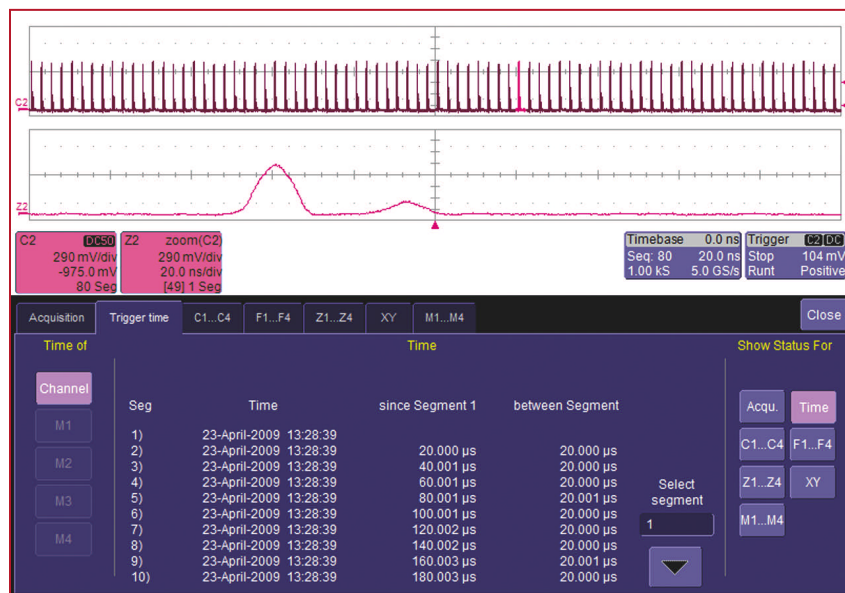 C2
Z2
C2 DC50
290 mV/div
-975.0 mV
80 Seg
Z2 zoom(C2)
290 mV/div
20.0 ns/div
[49] 1 Seg
Timebase 0.0 ns
Seq: 80 20.0 ns
1.00 kS 5.0 GS/s
Trigger C2 DC
Stop 104 mV
Runt Positive
Acquisition Trigger time C1...C4 F1...F4 Z1...Z4 XY M1...M4 Close
Time of Time Show Status For
Channel
M1
M2
M3
M4
Seg Time since Segment 1 between Segment
1) 23-April-2009 13:28:39
2) 23-April-2009 13:28:39 20.000 µs 20.000 µs
3) 23-April-2009 13:28:39 40.001 µs 20.000 µs
4) 23-April-2009 13:28:39 60.001 µs 20.000 µs
5) 23-April-2009 13:28:39 80.001 µs 20.001 µs
6) 23-April-2009 13:28:39 100.001 µs 20.000 µs
7) 23-April-2009 13:28:39 120.002 µs 20.000 µs
8) 23-April-2009 13:28:39 140.002 µs 20.000 µs
9) 23-April-2009 13:28:39 160.003 µs 20.001 µs
10) 23-April-2009 13:28:39 180.003 µs 20.000 µs
Select
segment
1
Acqu. Time
C1...C4 F1...F4
Z1...Z4 XY
M1...M4